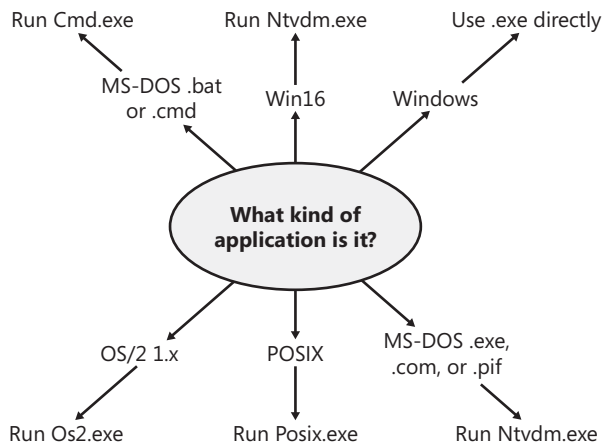 Run Cmd.exe
Run Ntvdm.exe
Use .exe directly
MS-DOS .bat
or .cmd
Win16
Windows
What kind of
application is it?
OS/2 1.x
POSIX
MS-DOS .exe,
.com, or .pif
Run Os2.exe
Run Posix.exe
Run Ntvdm.exe